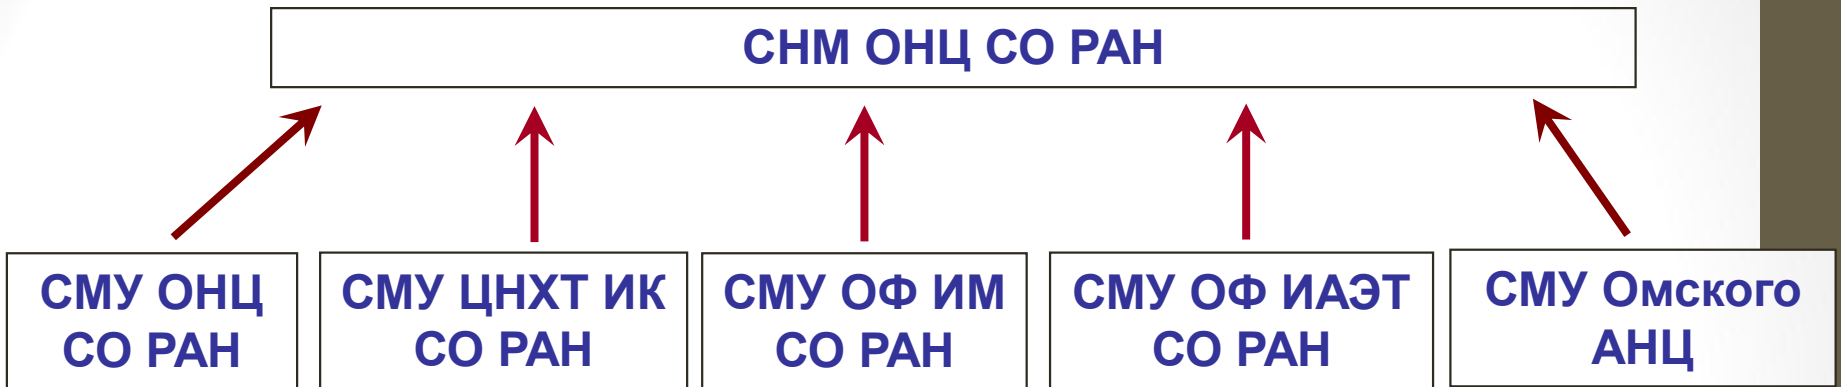 СНМ ОНЦ СО РАН
СМУ ОНЦ
СО РАН
СМУ ЦНХТ ИК
СО РАН
СМУ ОФ ИМ
СО РАН
СМУ ОФ ИАЭТ
СО РАН
СМУ Омского
АНЦ